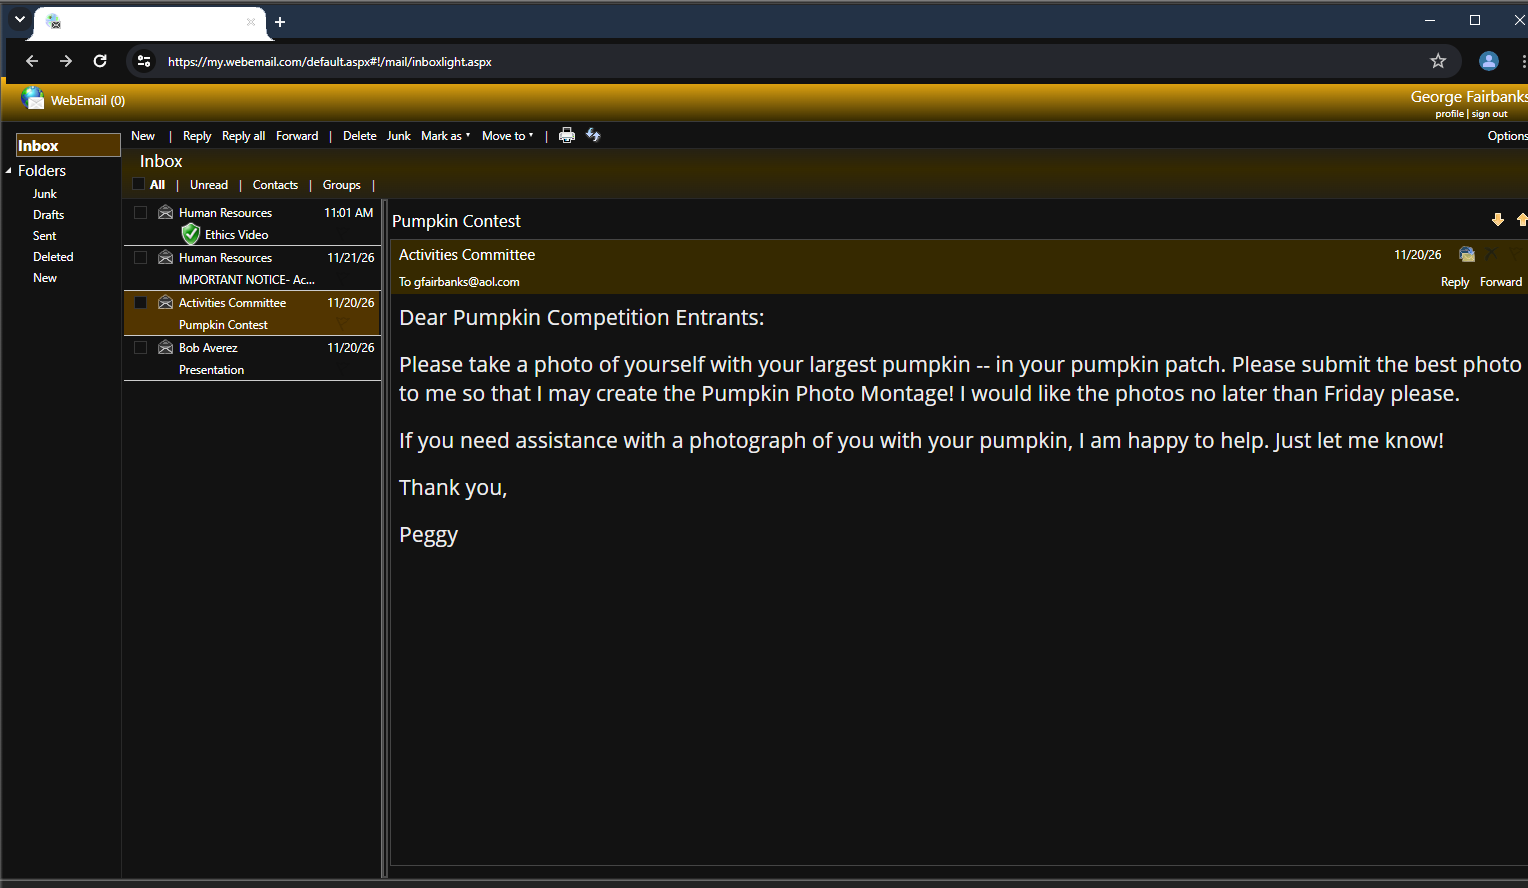 https://my.webemail.com/default.aspx#!/mail/inboxlight.aspx
WebEmail (0)
George Fairbanks
profile | sign out
New | Reply Reply all Forward | Delete Junk Mark as Move to |
Options
Inbox
Folders
Junk
Drafts
Sent
Deleted
New
Inbox
All | Unread | Contacts | Groups |
Human Resources 11:01 AM
Ethics Video
Human Resources 11/21/26
IMPORTANT NOTICE- Ac...
Activities Committee 11/20/26
Pumpkin Contest
Bob Averez 11/20/26
Presentation
Pumpkin Contest
Activities Committee 11/20/26
To gfairbanks@aol.com
Reply Forward
Dear Pumpkin Competition Entrants:
Please take a photo of yourself with your largest pumpkin -- in your pumpkin patch. Please submit the best photo
to me so that I may create the Pumpkin Photo Montage! I would like the photos no later than Friday please.
If you need assistance with a photograph of you with your pumpkin, I am happy to help. Just let me know!
Thank you,
Peggy